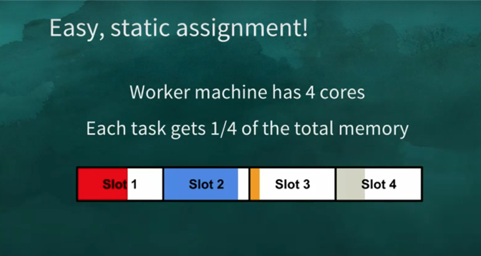 Easy, static assignment!
Worker machine has 4 cores
Each task gets 1/4 of the total memory
Slot 1 Slot 2 Slot 3 Slot 4